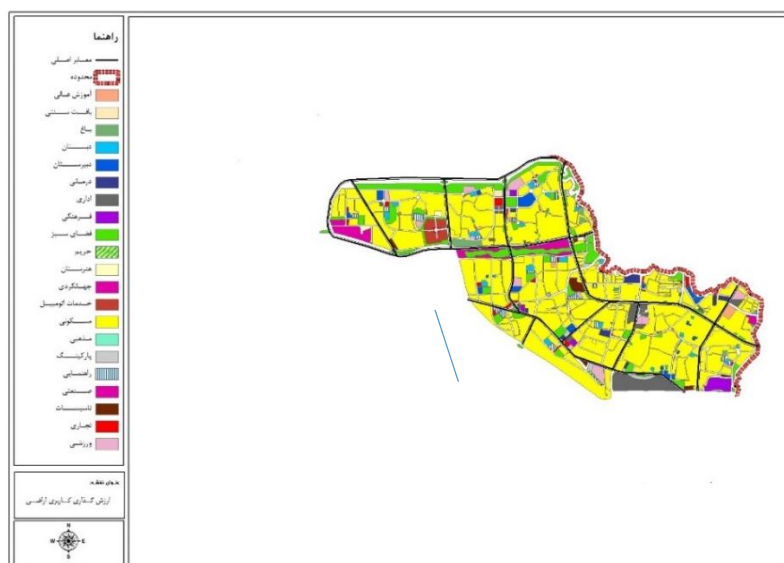 راهنما
معبر اصلی
محدوده
آموزش عالی
بافت سنتی
باغ
دبستان
دبیرستان
درمانی
اداری
فرهنگی
فضای سبز
حریم
هنرستان
جهانگردی
خدمات اتومبیل
مسکونی
مذهبی
پارکینگ
راهنمایی
صنعتی
تاسیسات
تجاری
ورزشی
عنوان نقشه:
ارزش گذاری کاربری اراضی
N
W E
S